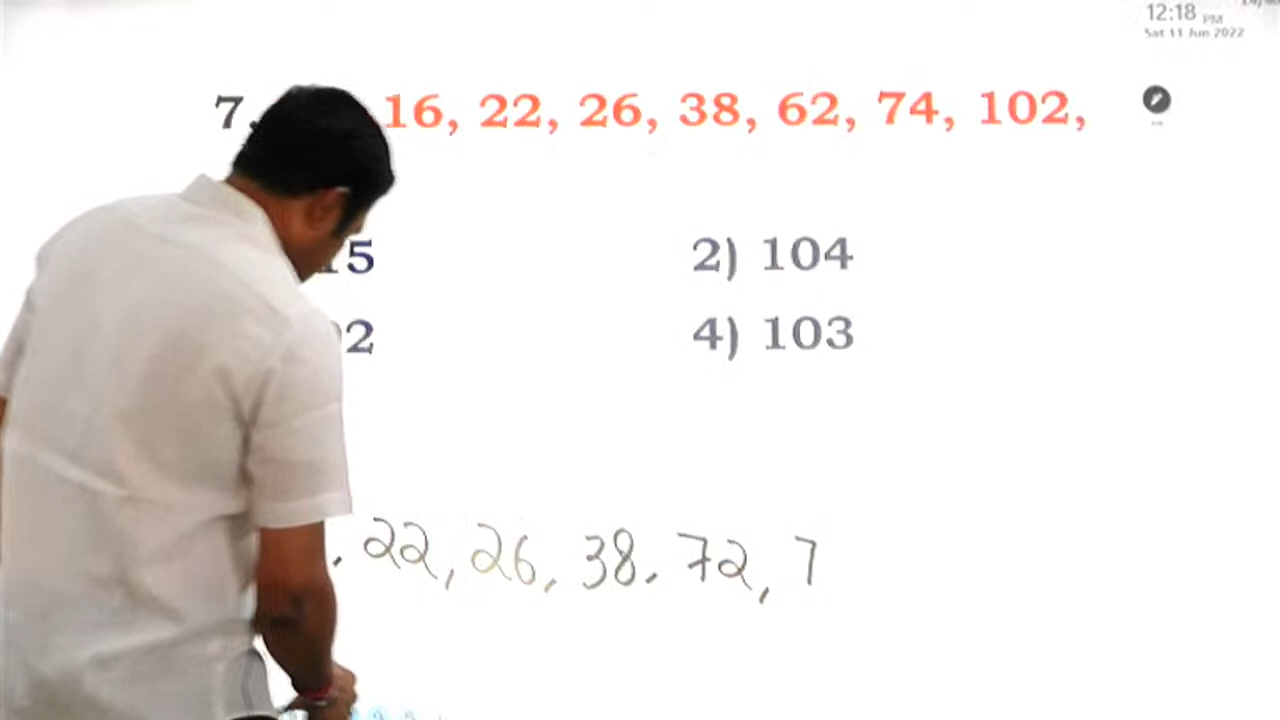 12:18 PM
Sat 11 Jun 2022
7. 16, 22, 26, 38, 62, 74, 102,
15 2) 104
2 4) 103
. 22, 26, 38. 72, 7